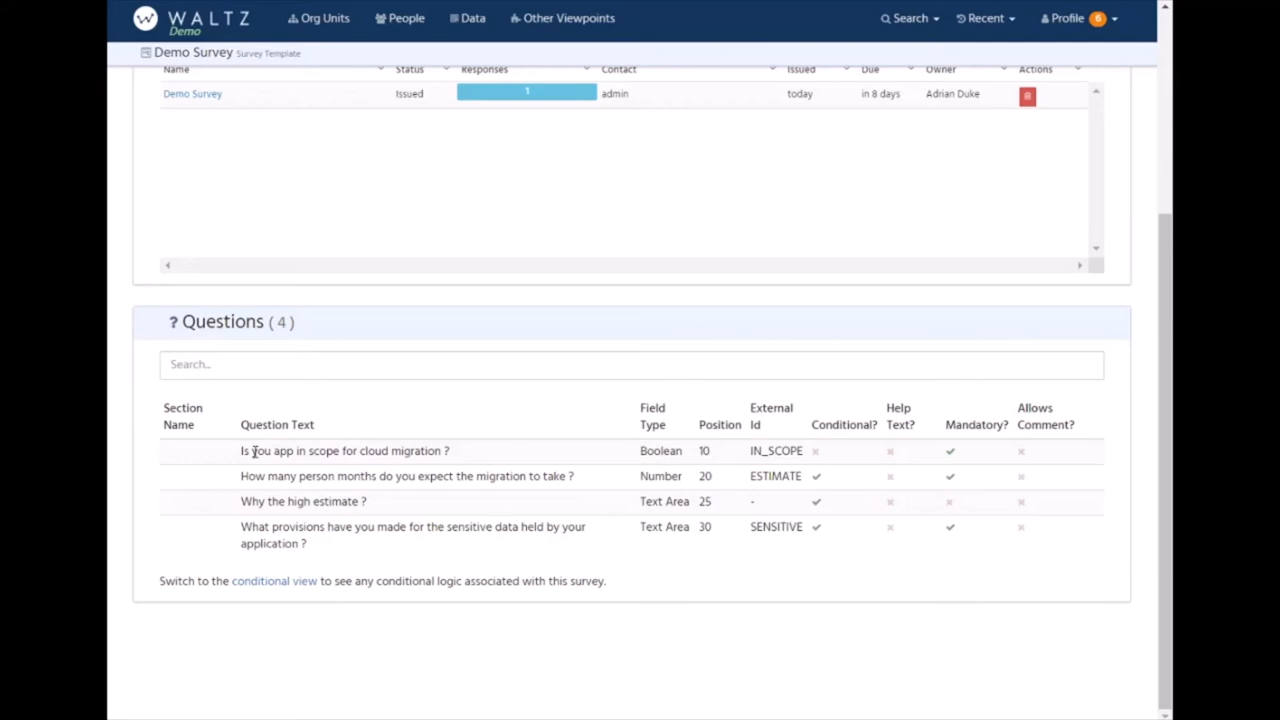 WALTZ
Demo
Org Units
People
Data
Other Viewpoints
Search
Recent
Profile
6
Demo Survey Survey Template
Name Status Responses Contact Issued Due Owner Actions
Demo Survey Issued 1 admin today in 8 days Adrian Duke
? Questions ( 4 )
Search...
Section Name Question Text Field Type Position External Id Conditional? Help Text? Mandatory? Allows Comment?
Is you app in scope for cloud migration ? Boolean 10 IN_SCOPE
How many person months do you expect the migration to take ? Number 20 ESTIMATE
Why the high estimate ? Text Area 25 -
What provisions have you made for the sensitive data held by your Text Area 30 SENSITIVE
application ?
Switch to the conditional view to see any conditional logic associated with this survey.